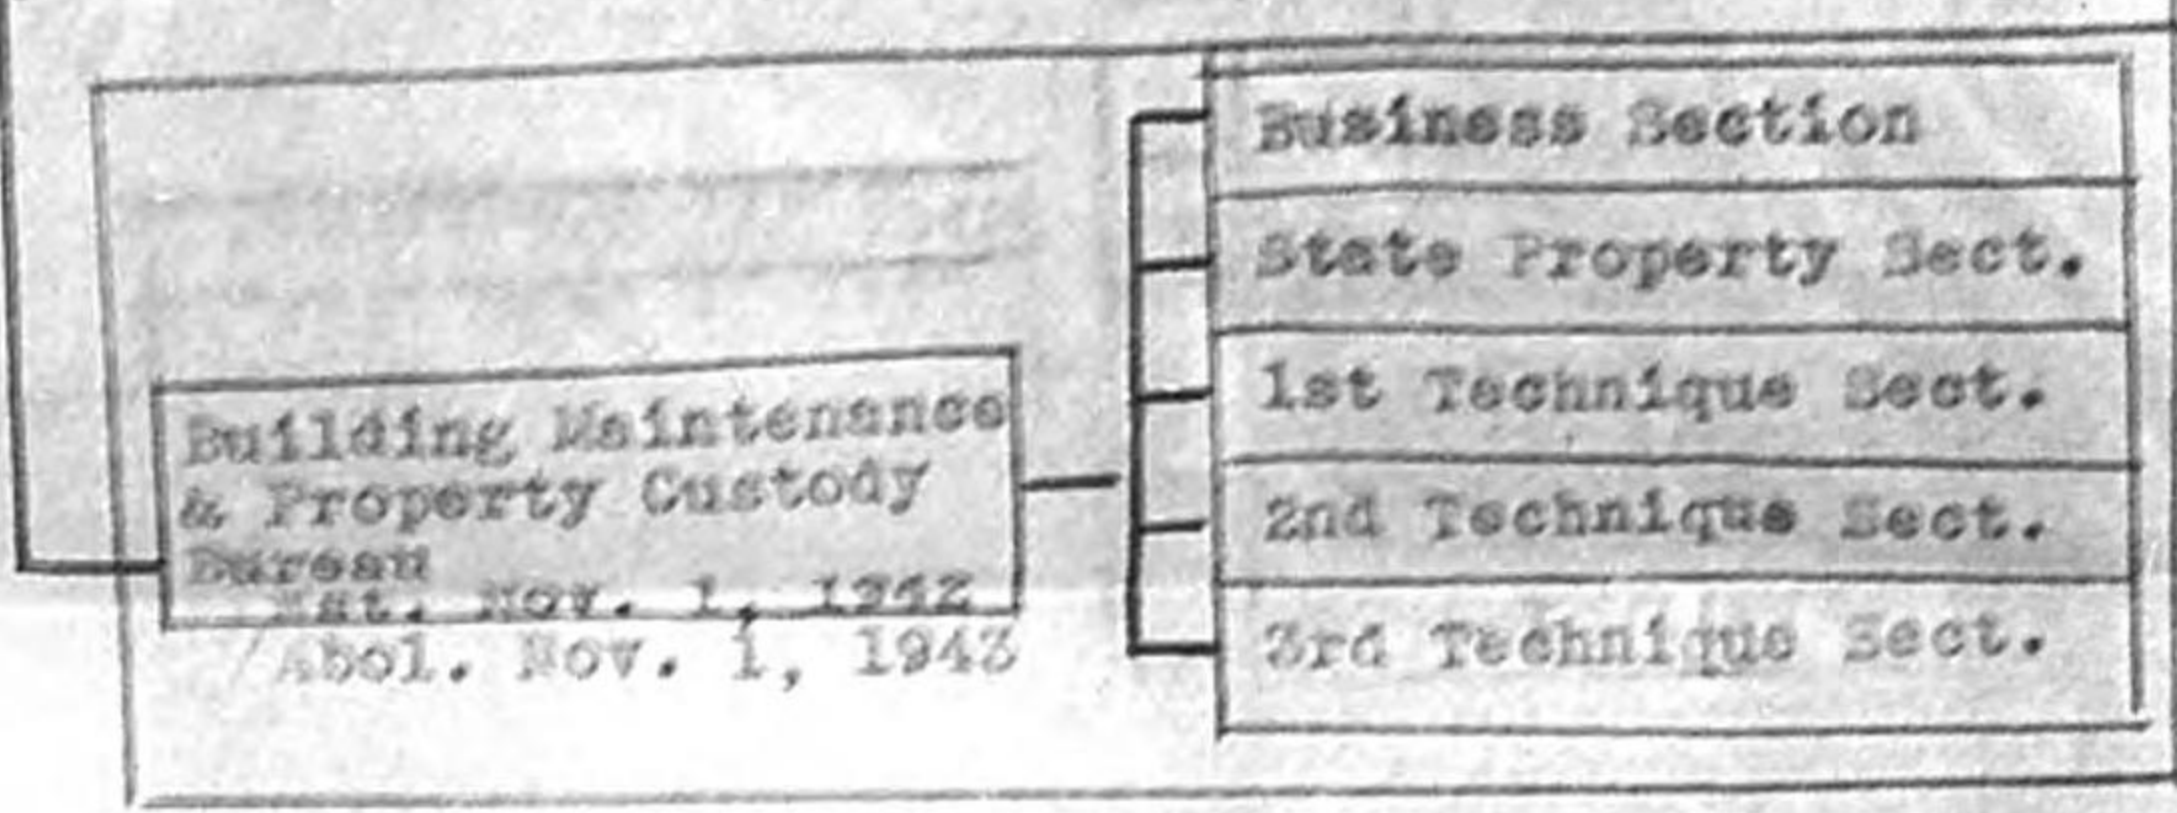 Building Maintenance
& Property Custody
Bureau
Est. Nov. 1, 1942
Abol. Nov. 1, 1943
Business Section
State Property Sect.
1st Technique Sect.
2nd Technique Sect.
3rd Technique Sect.